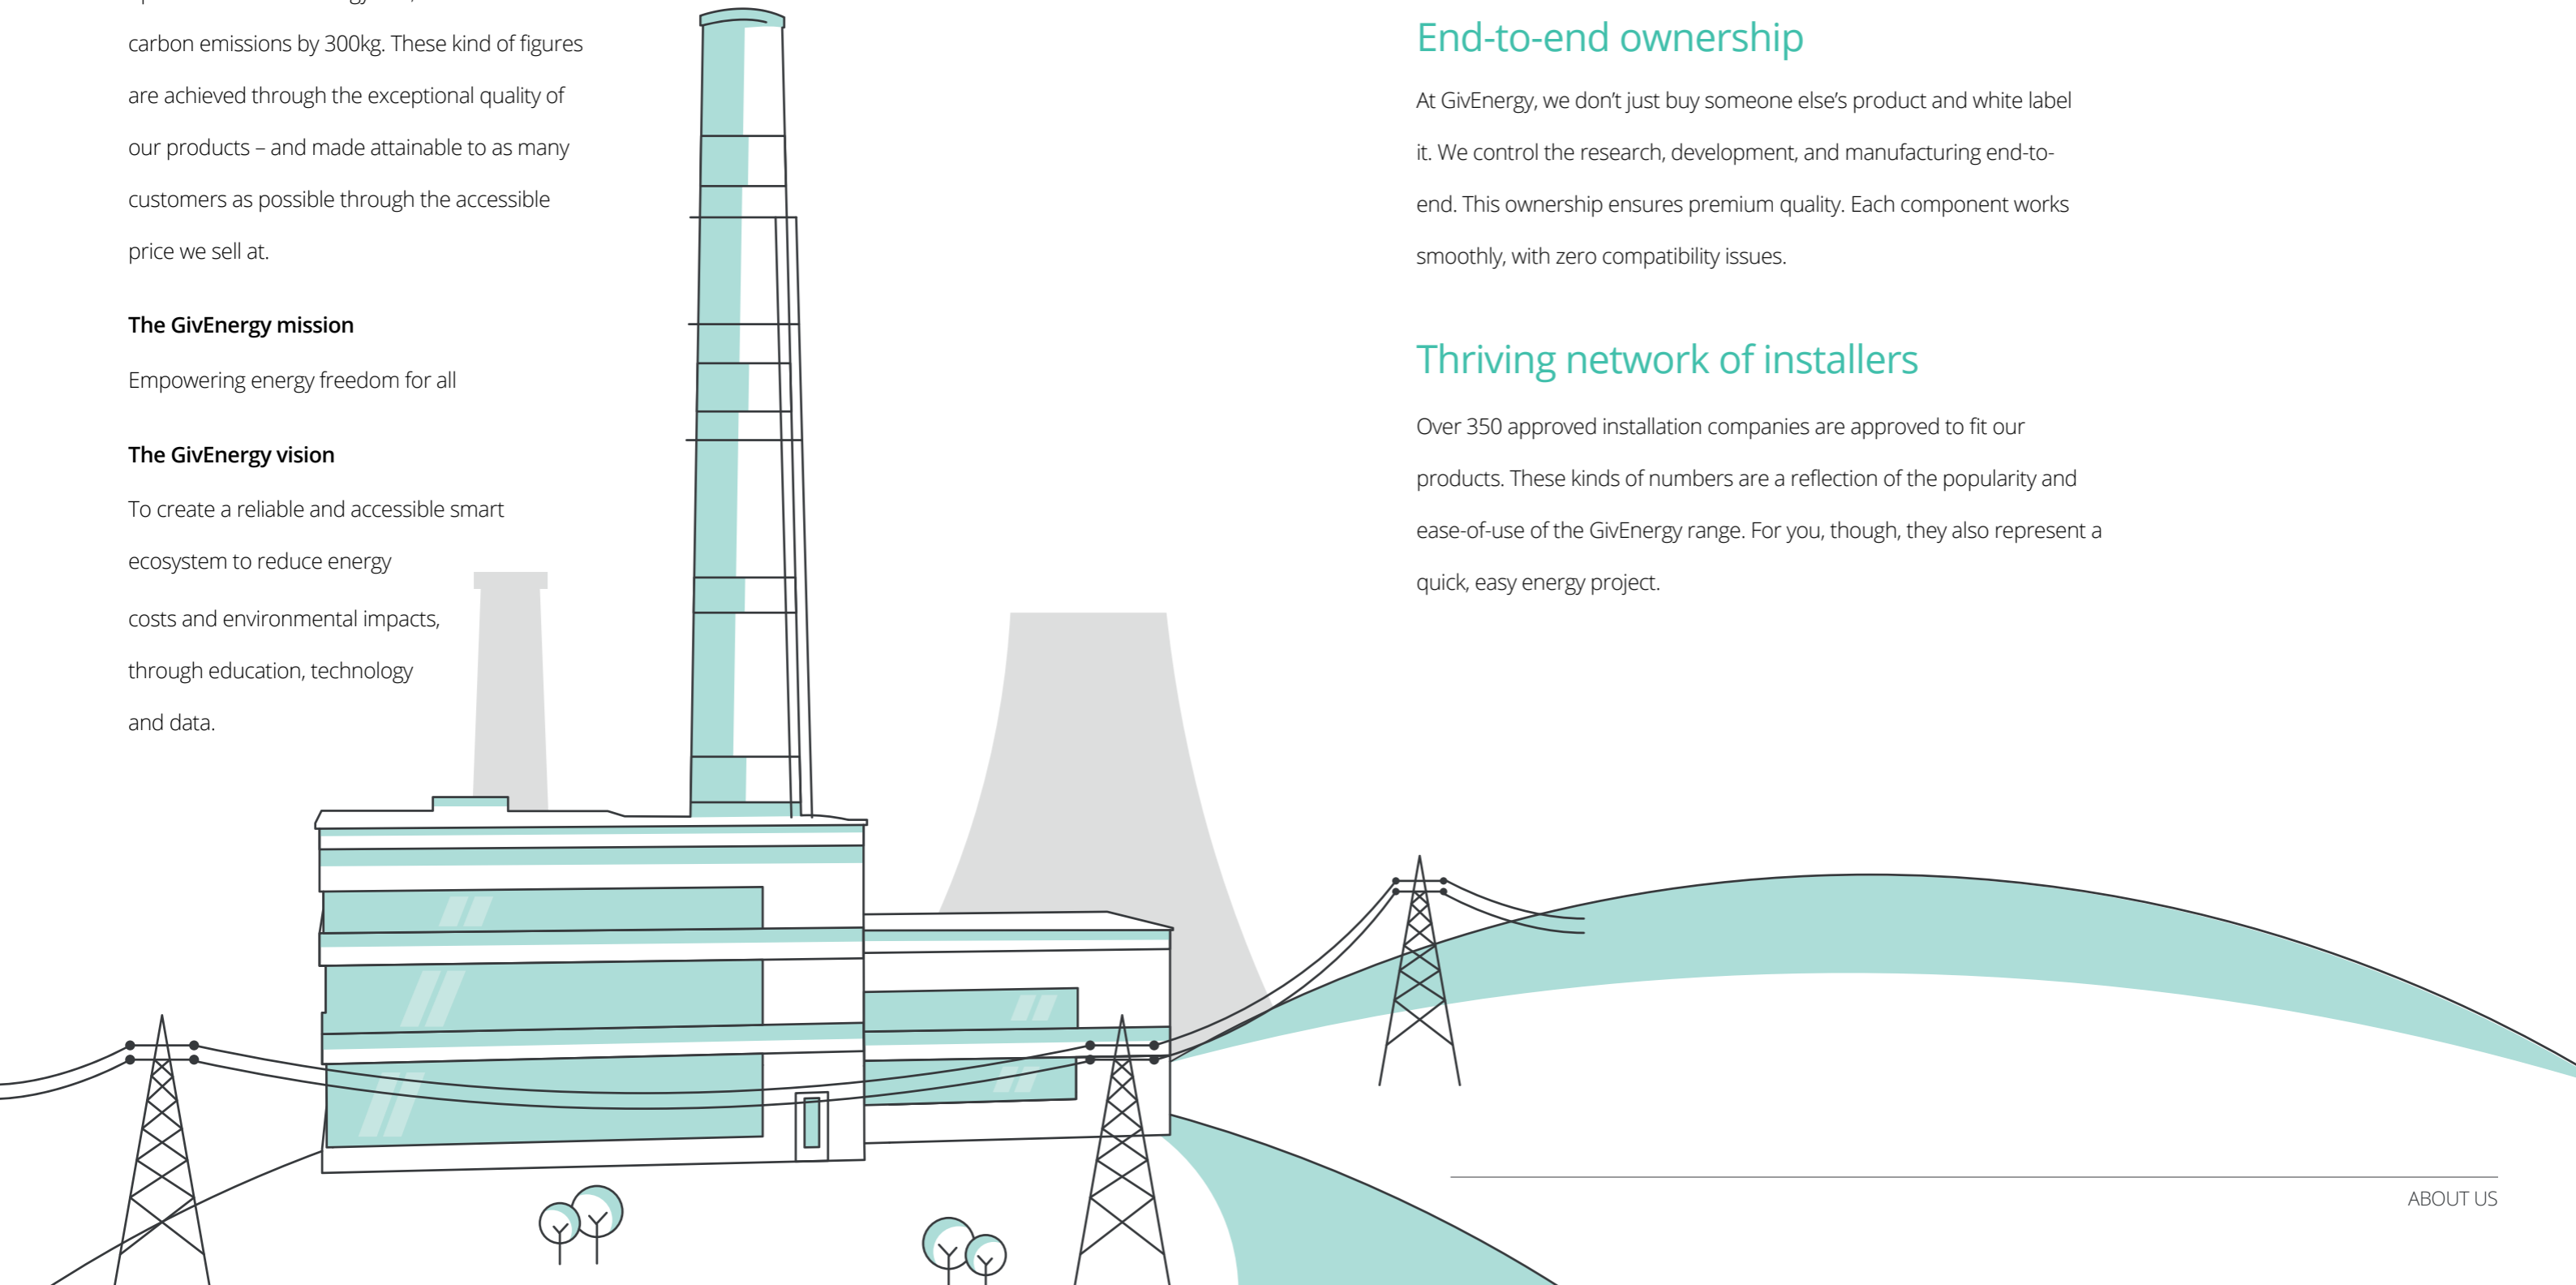 carbon emissions by 300kg. These kind of figures
are achieved through the exceptional quality of
our products – and made attainable to as many
customers as possible through the accessible
price we sell at.
The GivEnergy mission
Empowering energy freedom for all
The GivEnergy vision
To create a reliable and accessible smart
ecosystem to reduce energy
costs and environmental impacts,
through education, technology
and data.
End-to-end ownership
At GivEnergy, we don’t just buy someone else’s product and white label
it. We control the research, development, and manufacturing end-to-
end. This ownership ensures premium quality. Each component works
smoothly, with zero compatibility issues.
Thriving network of installers
Over 350 approved installation companies are approved to fit our
products. These kinds of numbers are a reflection of the popularity and
ease-of-use of the GivEnergy range. For you, though, they also represent a
quick, easy energy project.
ABOUT US